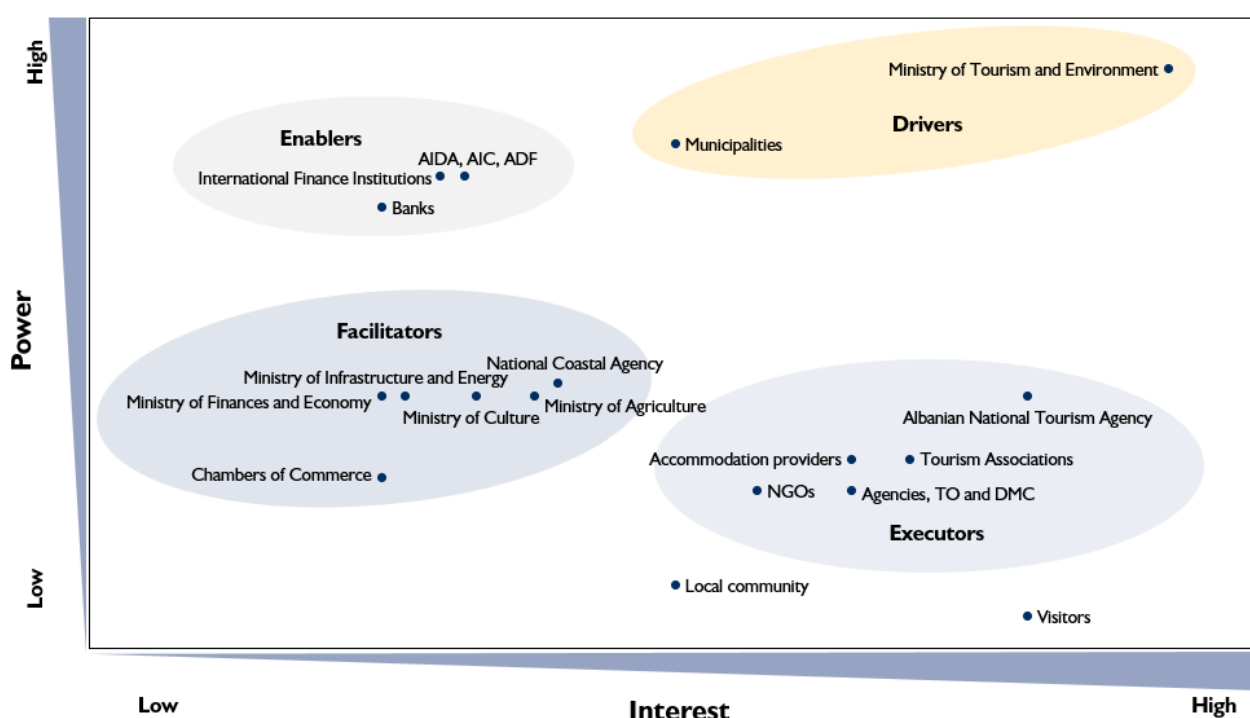 High
Ministry of Tourism and Environment
Drivers
Enablers
Municipalities
AIDA, AIC, ADF
International Finance Institutions
Banks
Power
Facilitators
National Coastal Agency
Ministry of Infrastructure and Energy
Ministry of Finances and Economy
Ministry of Agriculture
Ministry of Culture
Albanian National Tourism Agency
Accommodation providers
Tourism Associations
Chambers of Commerce
NGOs
Agencies, TO and DMC
Executors
Low
Local community
Visitors
Low
Interest
High